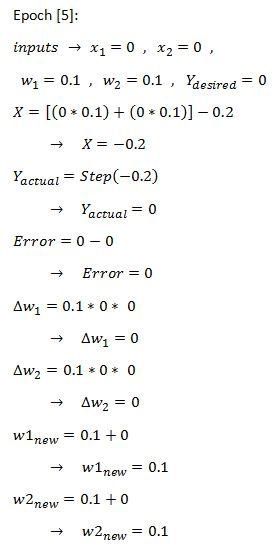 Epoch [5]:
inputs → x₁ = 0 , x₂ = 0 ,
w₁ = 0.1 , w₂ = 0.1 , Y_desired = 0
X = [(0 * 0.1) + (0 * 0.1)] − 0.2
→ X = −0.2
Y_actual = Step(−0.2)
→ Y_actual = 0
Error = 0 − 0
→ Error = 0
Δw₁ = 0.1 * 0 * 0
→ Δw₁ = 0
Δw₂ = 0.1 * 0 * 0
→ Δw₂ = 0
w1_new = 0.1 + 0
→ w1_new = 0.1
w2_new = 0.1 + 0
→ w2_new = 0.1